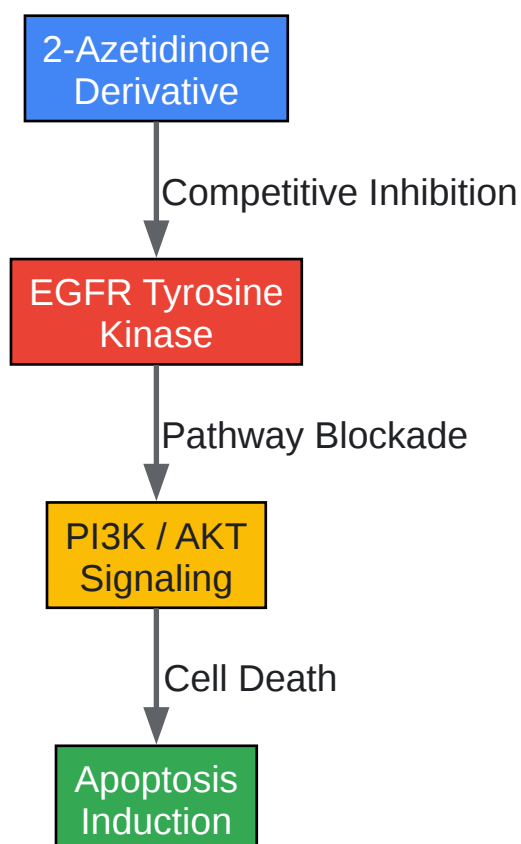 2-Azetidinone
Derivative
Competitive Inhibition
EGFR Tyrosine
Kinase
Pathway Blockade
PI3K / AKT
Signaling
Cell Death
Apoptosis
Induction